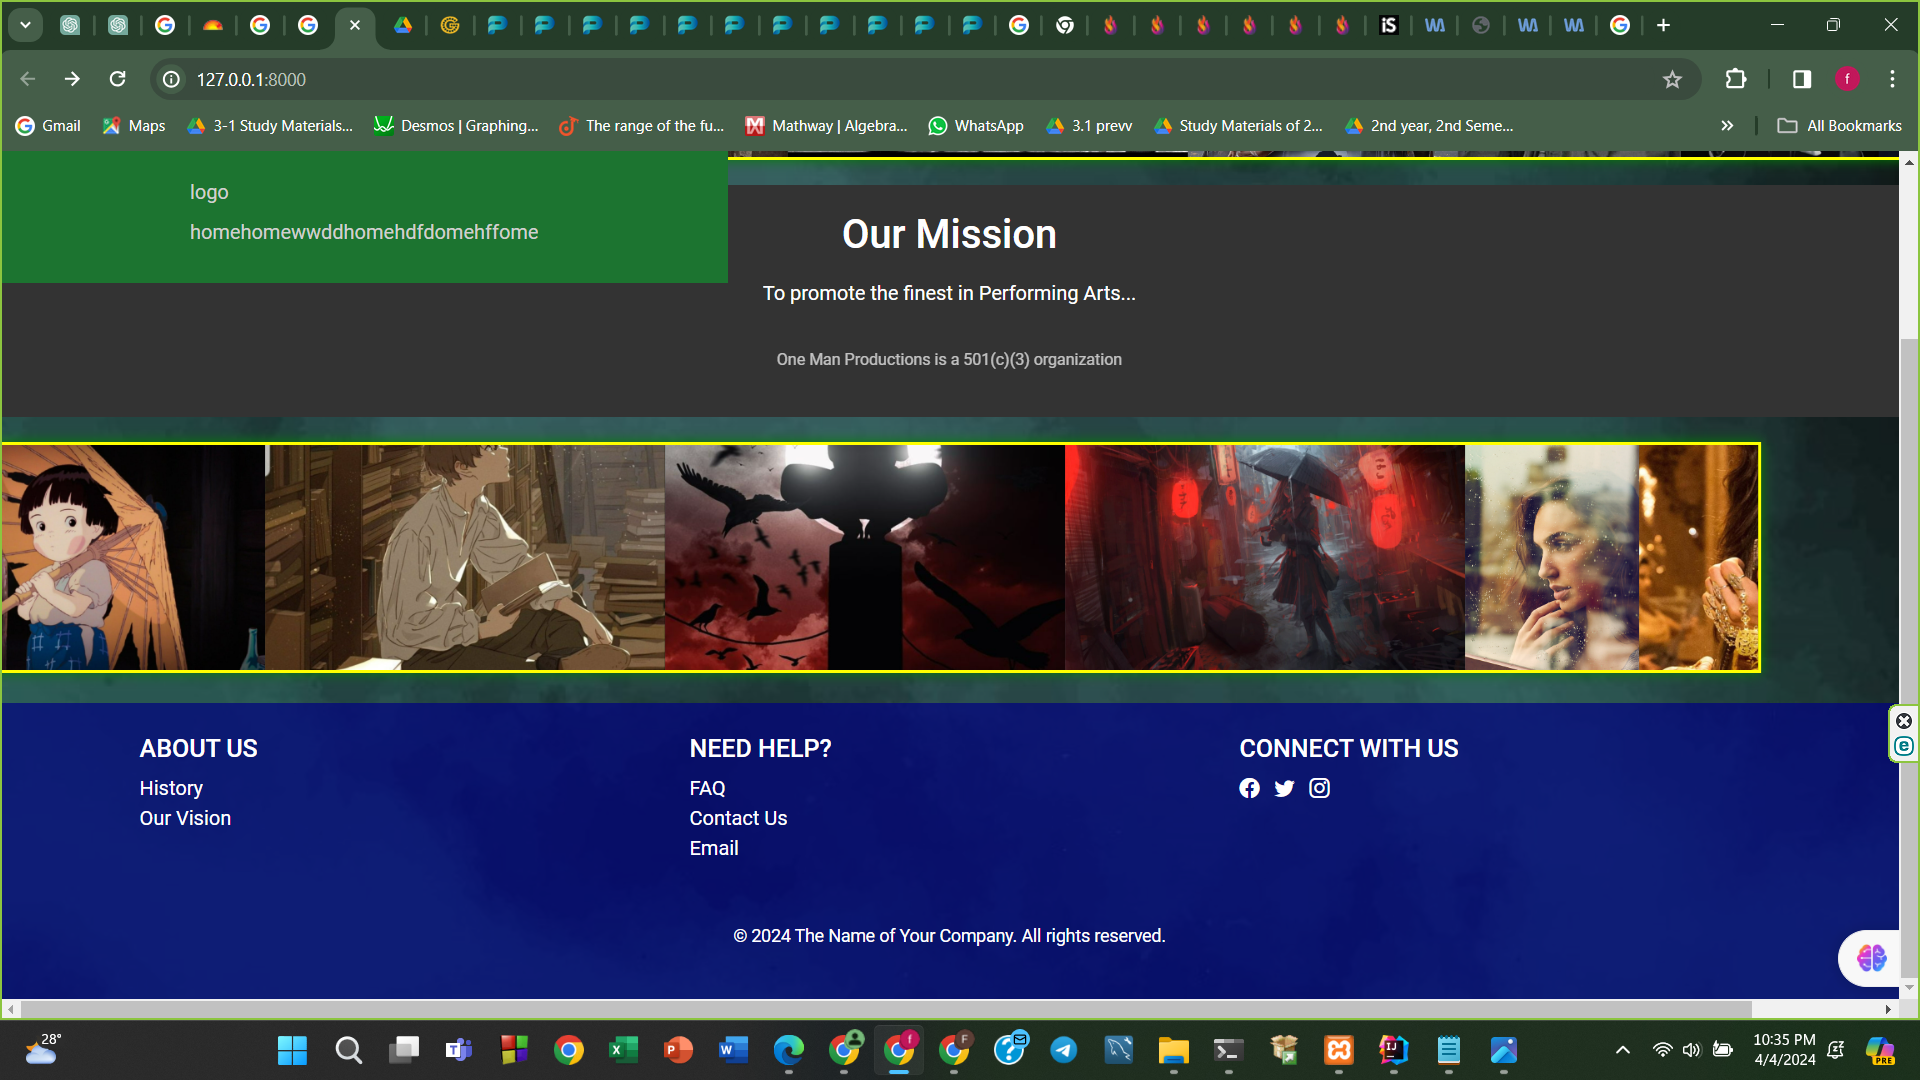 127.0.0.1:8000
Gmail
Maps
3-1 Study Materials...
Desmos | Graphing...
The range of the fu...
Mathway | Algebra...
WhatsApp
3.1 prevv
Study Materials of 2...
2nd year, 2nd Seme...
All Bookmarks
logo
homehomewwddhomehdfdomehffome
Our Mission
To promote the finest in Performing Arts...
One Man Productions is a 501(c)(3) organization
ABOUT US
History
Our Vision
NEED HELP?
FAQ
Contact Us
Email
CONNECT WITH US
© 2024 The Name of Your Company. All rights reserved.
28°
10:35 PM
4/4/2024